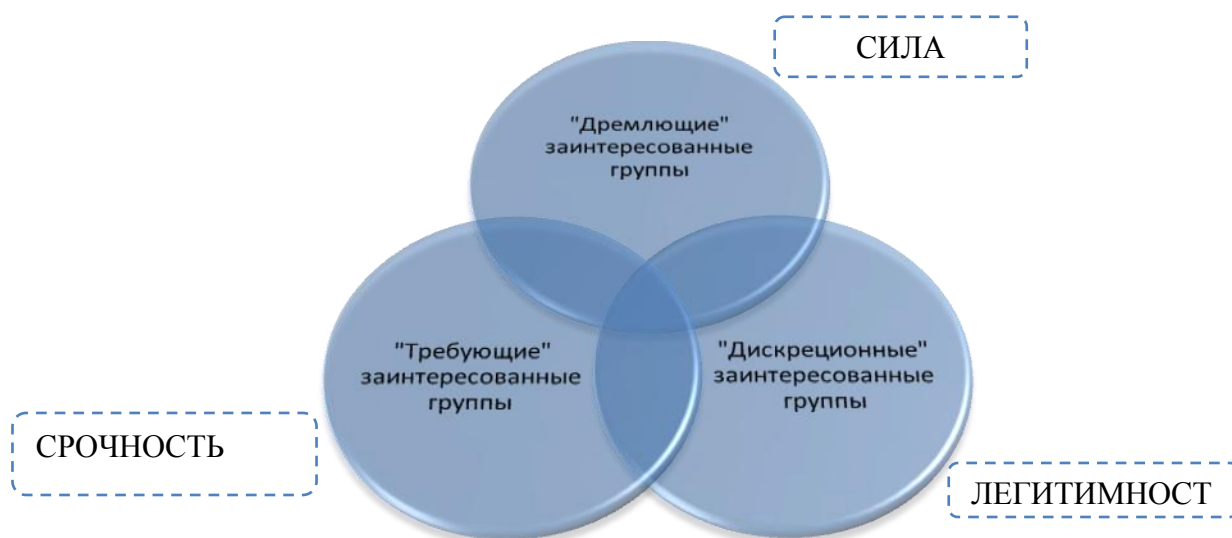 СИЛА
"Дремлющие"
заинтересованные
группы
"Требующие"
заинтересованные
группы
"Дискреционные"
заинтересованные
группы
СРОЧНОСТЬ
ЛЕГИТИМНОСТ